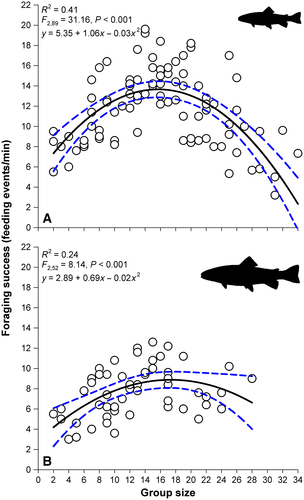 R² = 0.41
F₂,₈₉ = 31.16, P < 0.001
y = 5.35 + 1.06x−0.03x²
20
18
16
14
12
10
8
6
4
2
0
A
Foraging success (feeding events/min)
R² = 0.24
F₂,₅₂ = 8.14, P < 0.001
y = 2.89 + 0.69x−0.02x²
20
18
16
14
12
10
8
6
4
2
0
B
0 2 4 6 8 10 12 14 16 18 20 22 24 26 28 30 32 34
Group size